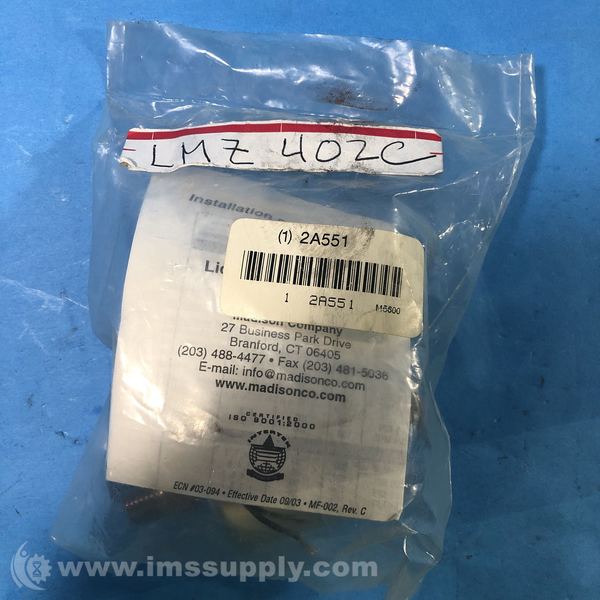 LMZ 402C
Installation
(1) 2A551
1 2A551 M5600
Madison Company
27 Business Park Drive
Branford, CT 06405
(203) 488-4477 • Fax (203) 481-5036
E-mail: info@madisonco.com
www.madisonco.com
CERTIFIED
ISO 9001:2000
INTERTEK
ECN #03-094 • Effective Date 09/03 • MF-002, Rev. C
www.imssupply.com